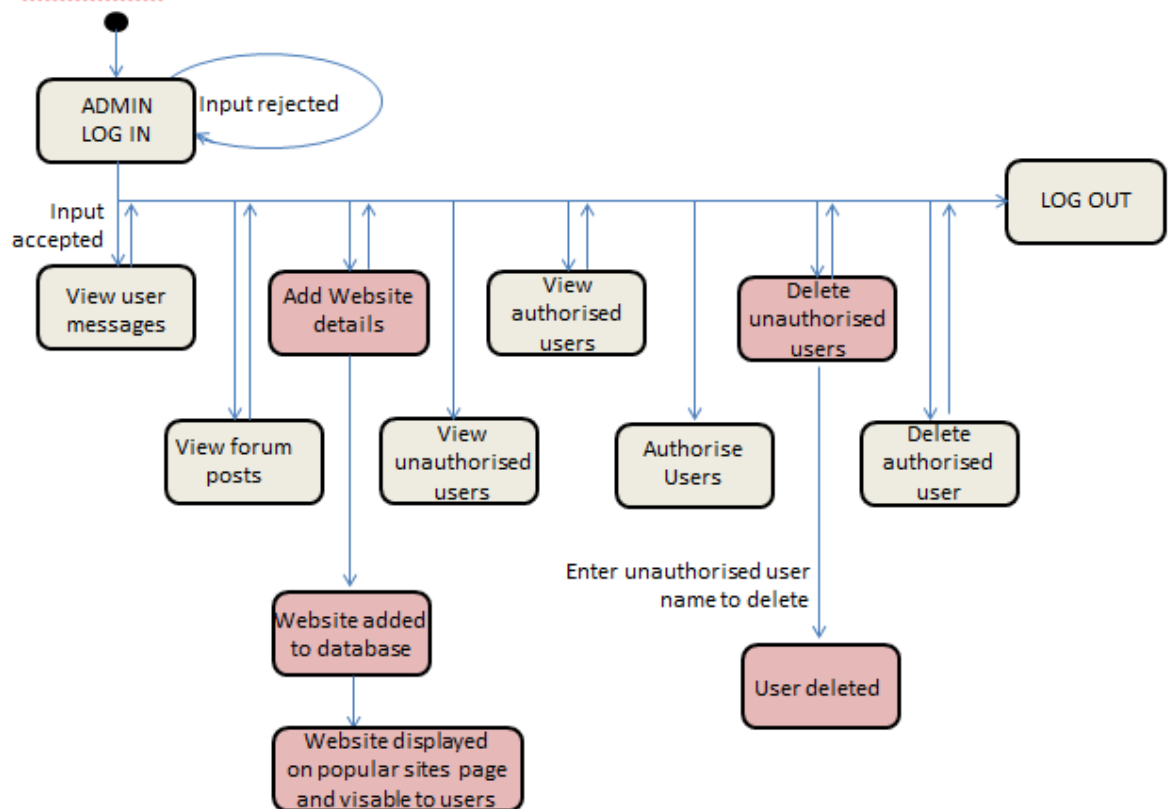 ADMIN
LOG IN
Input rejected
LOG OUT
Input
accepted
View user
messages
Add Website
details
View
authorised
users
Delete
unauthorised
users
View forum
posts
View
unauthorised
users
Authorise
Users
Delete
authorised
user
Enter unauthorised user
name to delete
Website added
to database
User deleted
Website displayed
on popular sites page
and visable to users